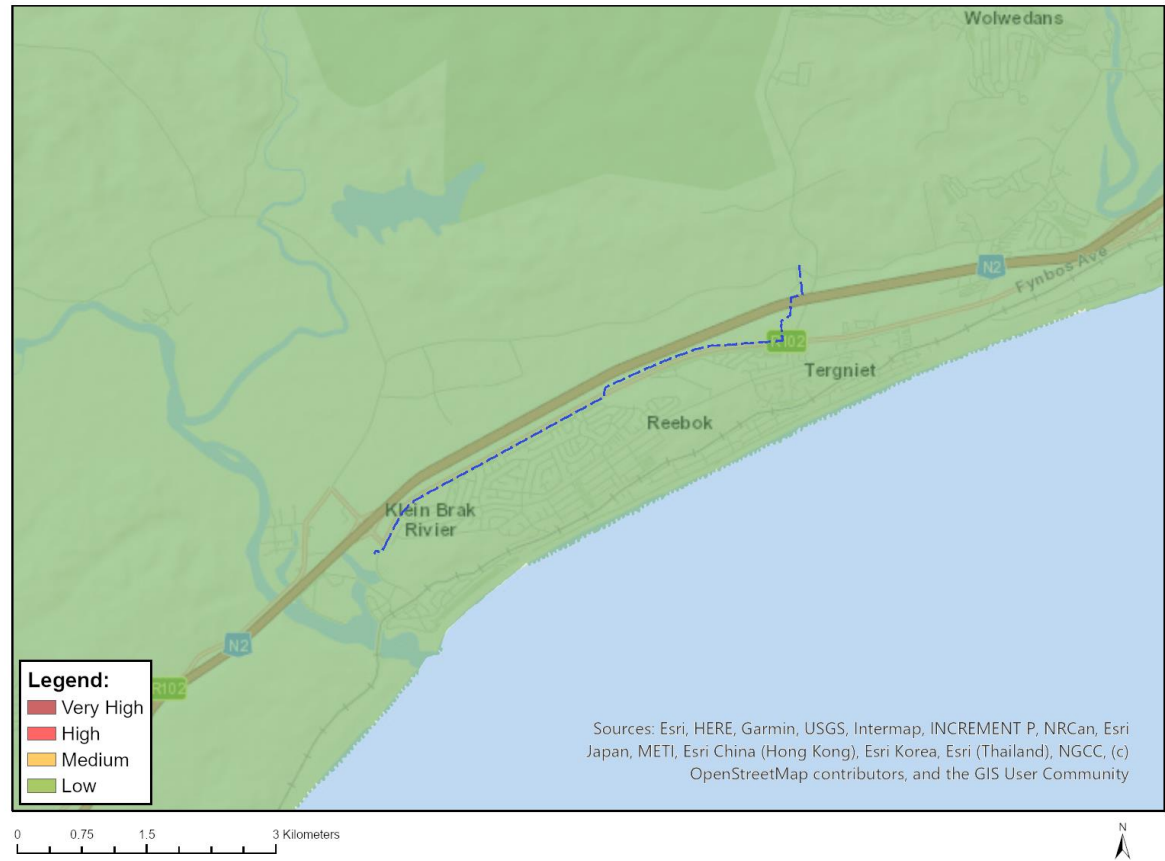 Wolwedans
N2
Fynbos Ave
R102
Tergniet
Reebok
Klein Brak
Rivier
N2
R102
Legend:
Very High
High
Medium
Low
Sources: Esri, HERE, Garmin, USGS, Intermap, INCREMENT P, NRCan, Esri
Japan, METI, Esri China (Hong Kong), Esri Korea, Esri (Thailand), NGCC, (c)
OpenStreetMap contributors, and the GIS User Community
0 0.75 1.5 3 Kilometers
N